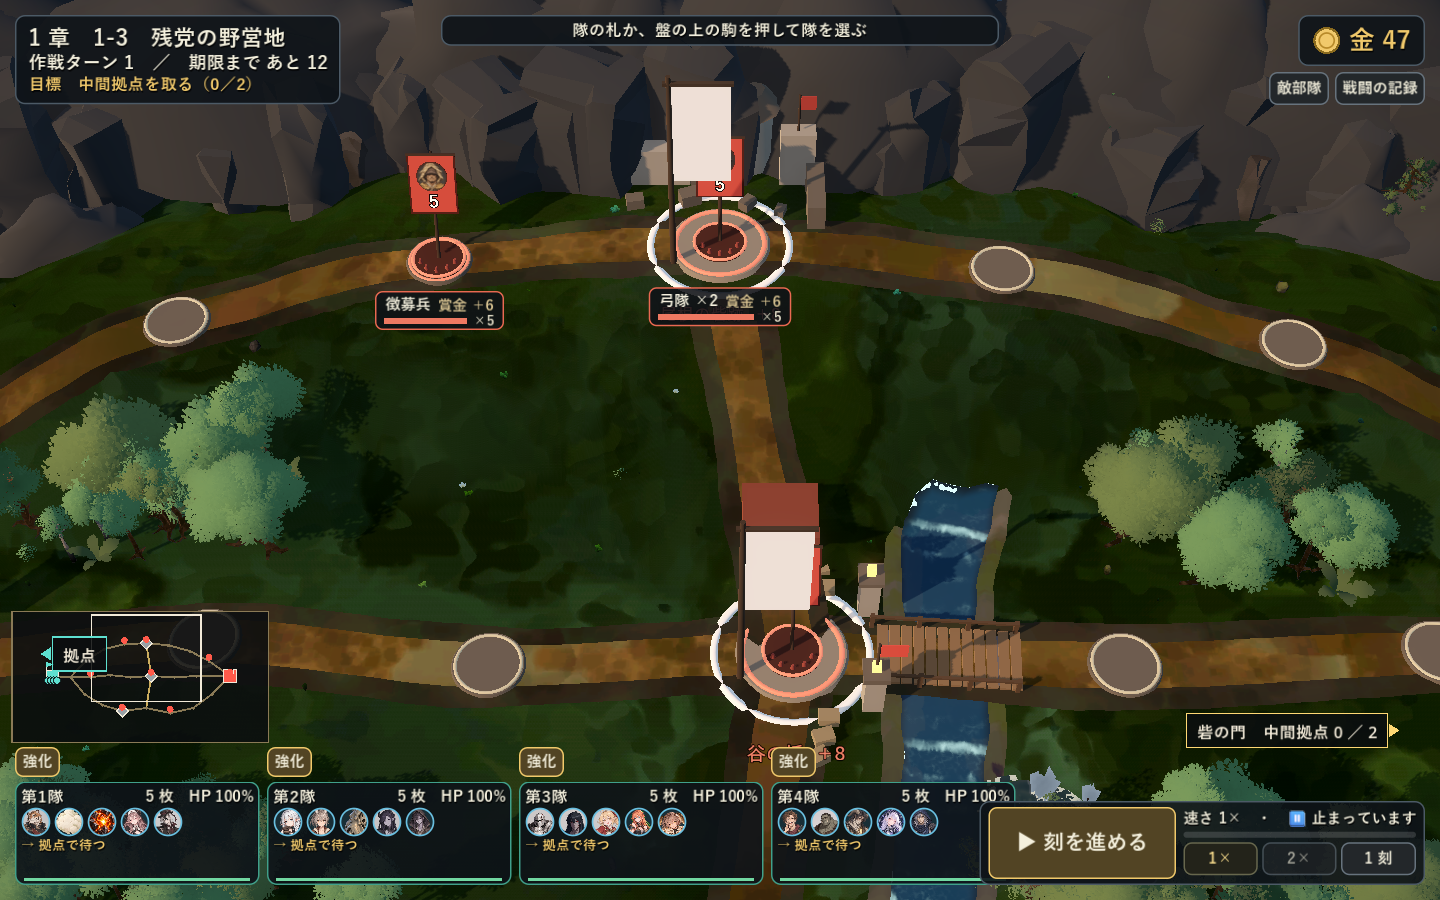 1 章　1-3　残党の野営地
作戦ターン 1　／　期限まで あと 12
目標　中間拠点を取る（0／2）
隊の札か、盤の上の駒を押して隊を選ぶ
金 47
敵部隊
戦闘の記録
5
5
徴募兵 賞金 +6
×5
弓隊 ×2 賞金 +6
×5
拠点
砦の門　中間拠点 0 ／ 2
谷の
+8
強化
強化
強化
強化
第1隊 5 枚 HP 100%
→ 拠点で待つ
第2隊 5 枚 HP 100%
→ 拠点で待つ
第3隊 5 枚 HP 100%
→ 拠点で待つ
第4隊 5 枚 HP 100%
→ 拠点で待つ
▶ 刻を進める
速さ 1× ・ ⏸ 止まっています
1×
2×
1 刻